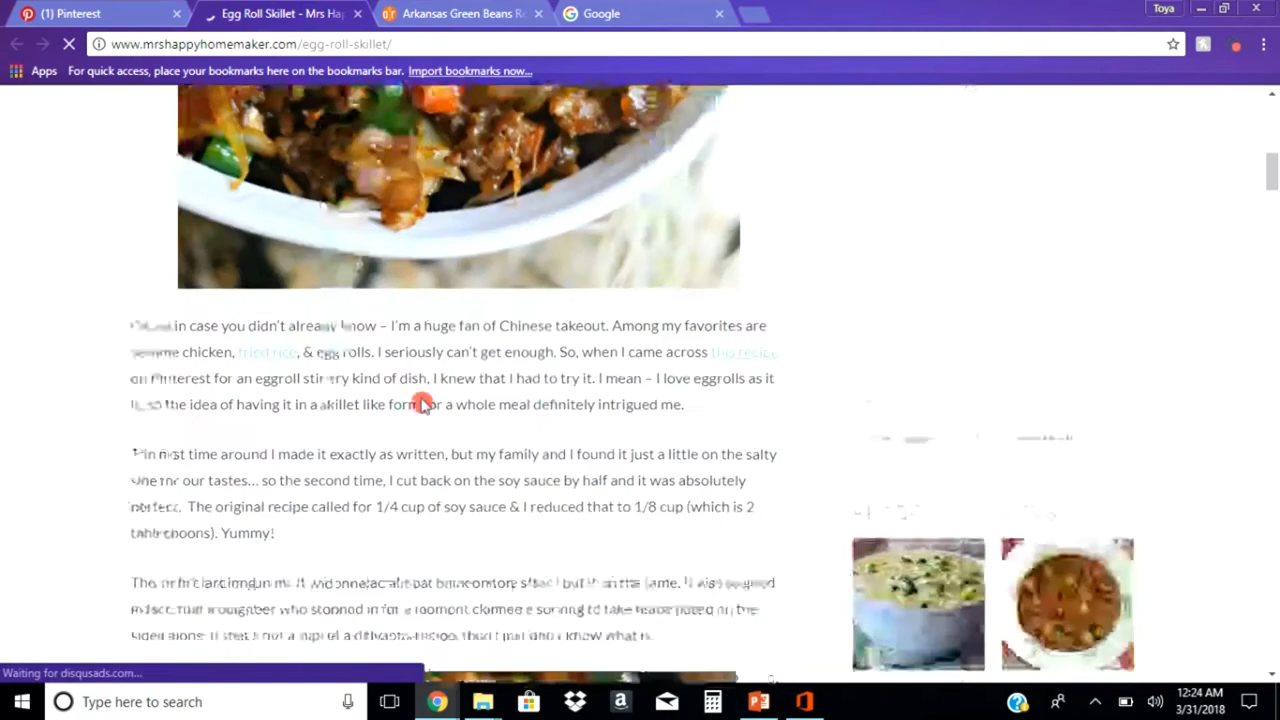 (1) Pinterest
Egg Roll Skillet - Mrs Ha
Arkansas Green Beans R
Google
Toya
www.mrshappyhomemaker.com/egg-roll-skillet/
Apps For quick access, place your bookmarks here on the bookmarks bar. Import bookmarks now...
in case you didn't already know – I'm a huge fan of Chinese takeout. Among my favorites are
chicken, fried rice, & egg rolls. I seriously can't get enough. So, when I came across this recipe
on Pinterest for an eggroll stir fry kind of dish, I knew that I had to try it. I mean – I love eggrolls as it
is, so the idea of having it in a skillet like form for a whole meal definitely intrigued me.
first time around I made it exactly as written, but my family and I found it just a little on the salty
side for our tastes... so the second time, I cut back on the soy sauce by half and it was absolutely
perfect. The original recipe called for 1/4 cup of soy sauce & I reduced that to 1/8 cup (which is 2
tablespoons). Yummy!
Waiting for disqusads.com...
Type here to search
12:24 AM
3/31/2018